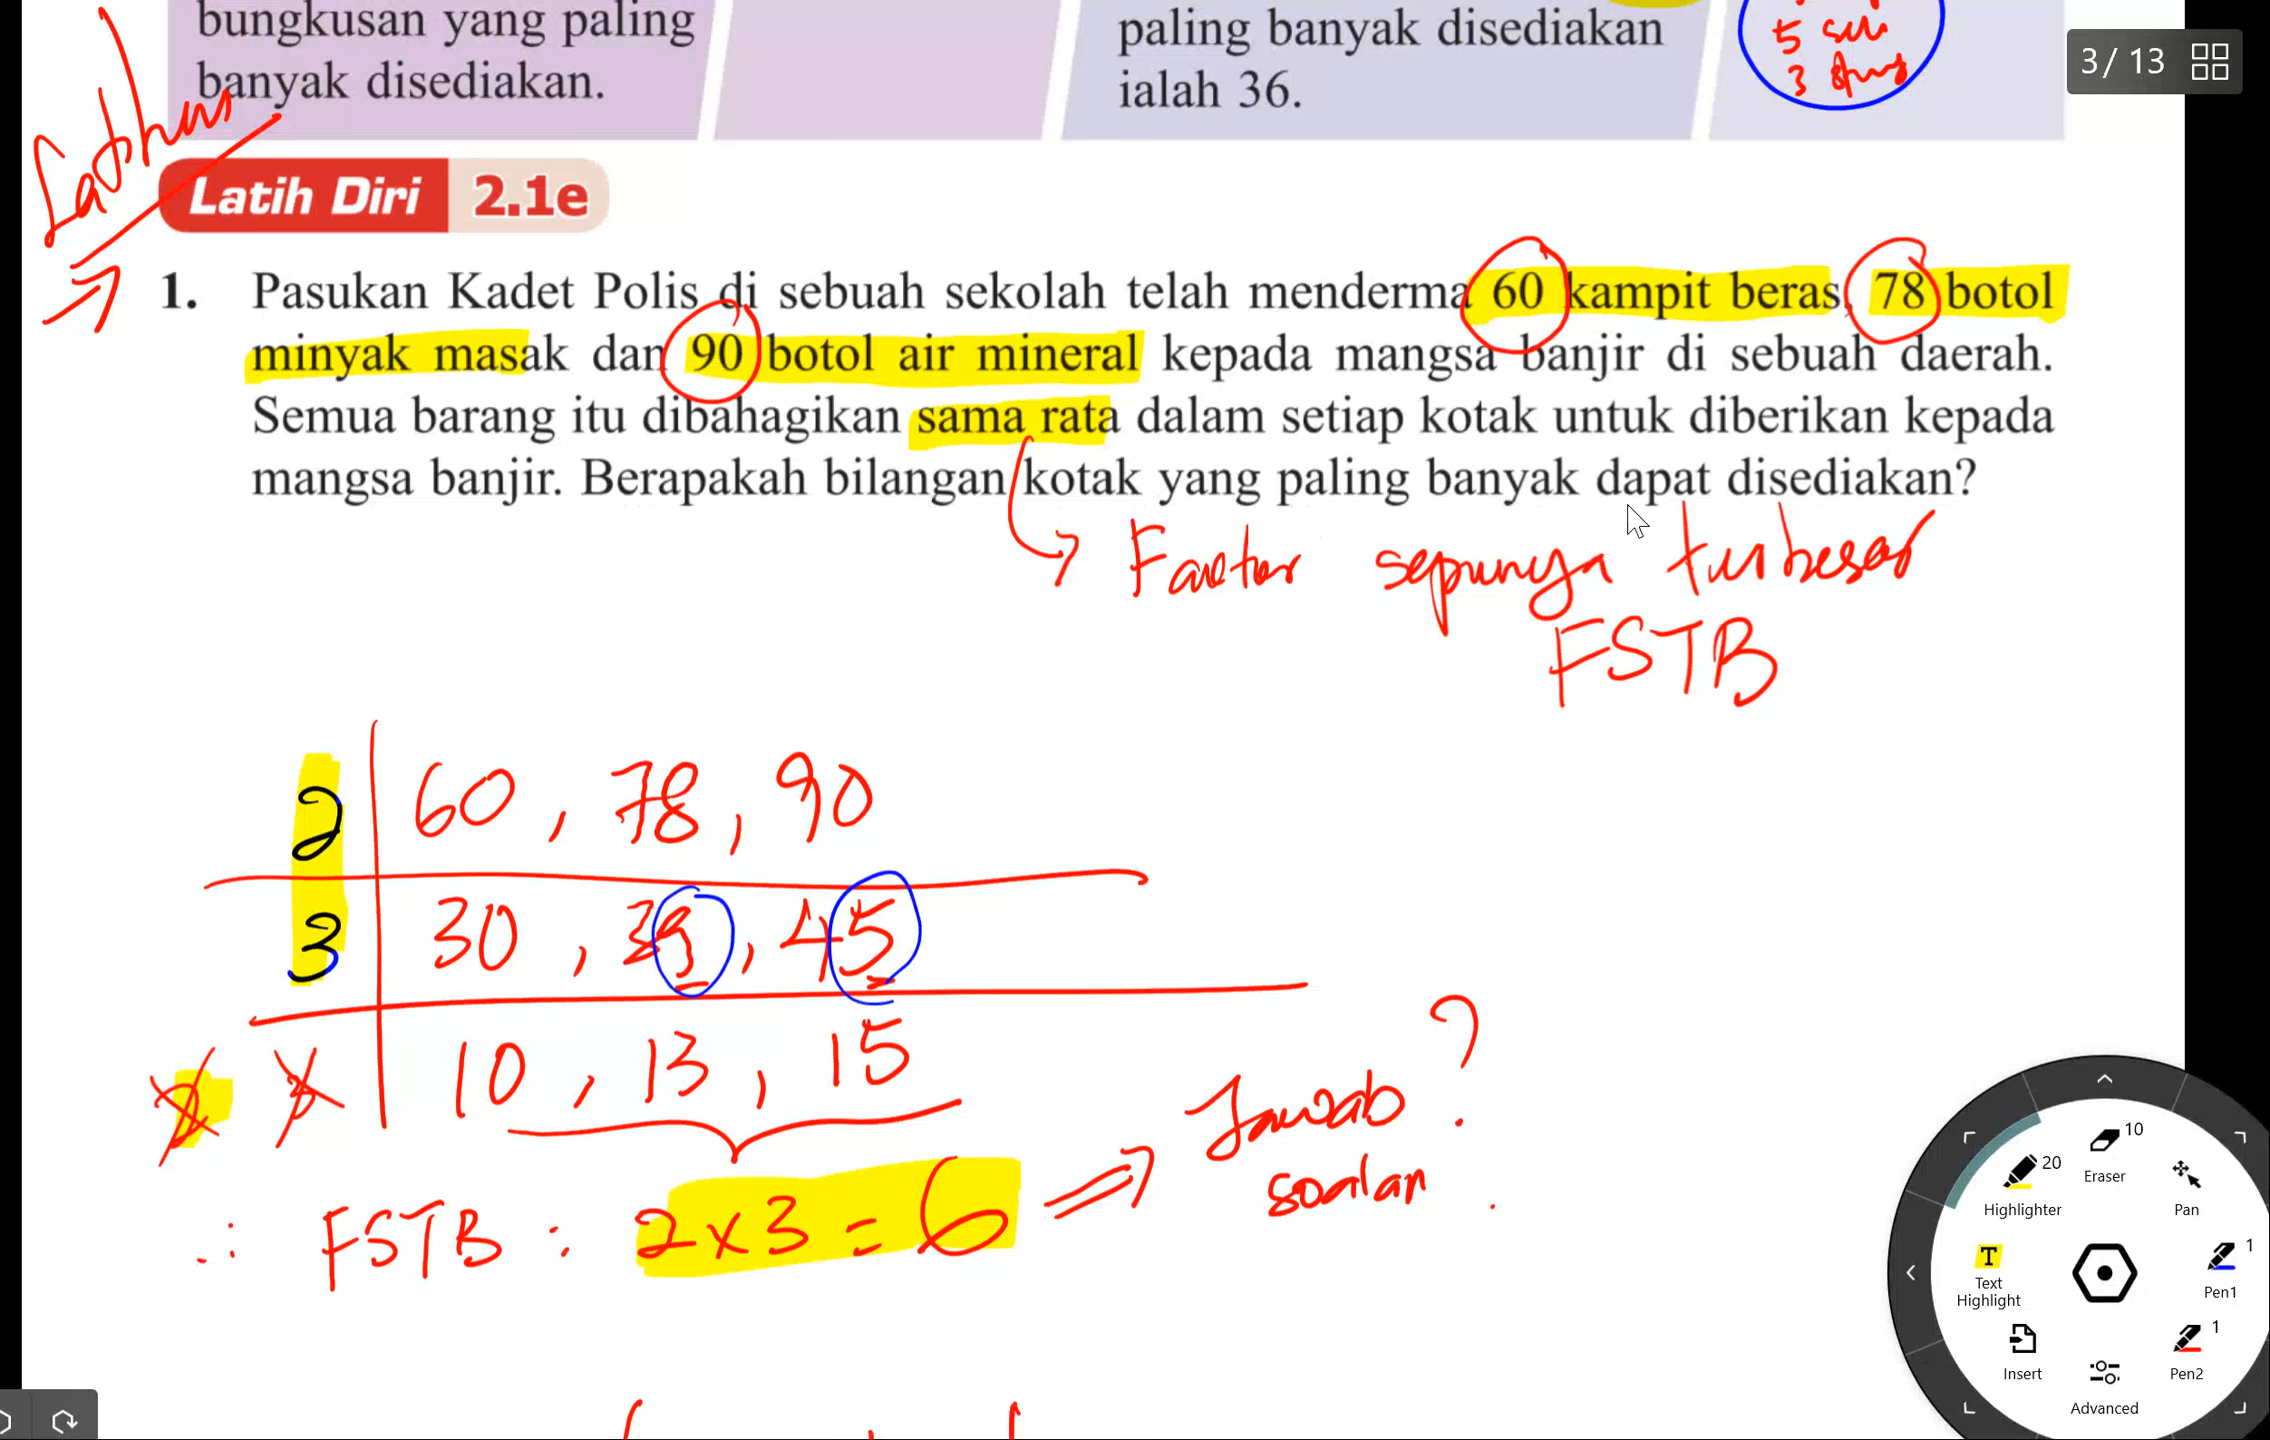 bungkusan yang paling
banyak disediakan.
paling banyak disediakan
ialah 36.
5
3
3 / 13
Latihan
Latih Diri 2.1e
1. Pasukan Kadet Polis di sebuah sekolah telah menderma 60 kampit beras, 78 botol
minyak masak dan 90 botol air mineral kepada mangsa banjir di sebuah daerah.
Semua barang itu dibahagikan sama rata dalam setiap kotak untuk diberikan kepada
mangsa banjir. Berapakah bilangan kotak yang paling banyak dapat disediakan?
Faktor sepunya terbesar
FSTB
2 60 , 78 , 90
3 30 , 39 , 45
10 , 13 , 15
∴ FSTB : 2 x 3 = 6 ⇒ Jawab ?
soalan .
10
Eraser
20
Highlighter
Pan
T
Text
Highlight
1
Pen1
Insert
1
Pen2
Advanced